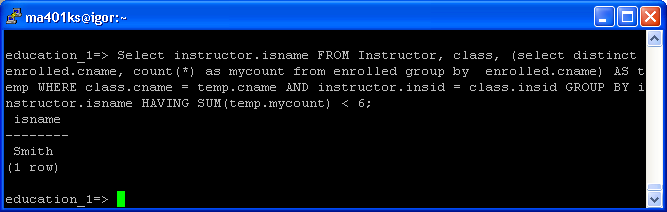 ma401ks@igor:~
education_1=> Select instructor.isname FROM Instructor, class, (select distinct
enrolled.cname, count(*) as mycount from enrolled group by  enrolled.cname) AS t
emp WHERE class.cname = temp.cname AND instructor.insid = class.insid GROUP BY i
nstructor.isname HAVING SUM(temp.mycount) < 6;
isname
--------
Smith
(1 row)
education_1=>